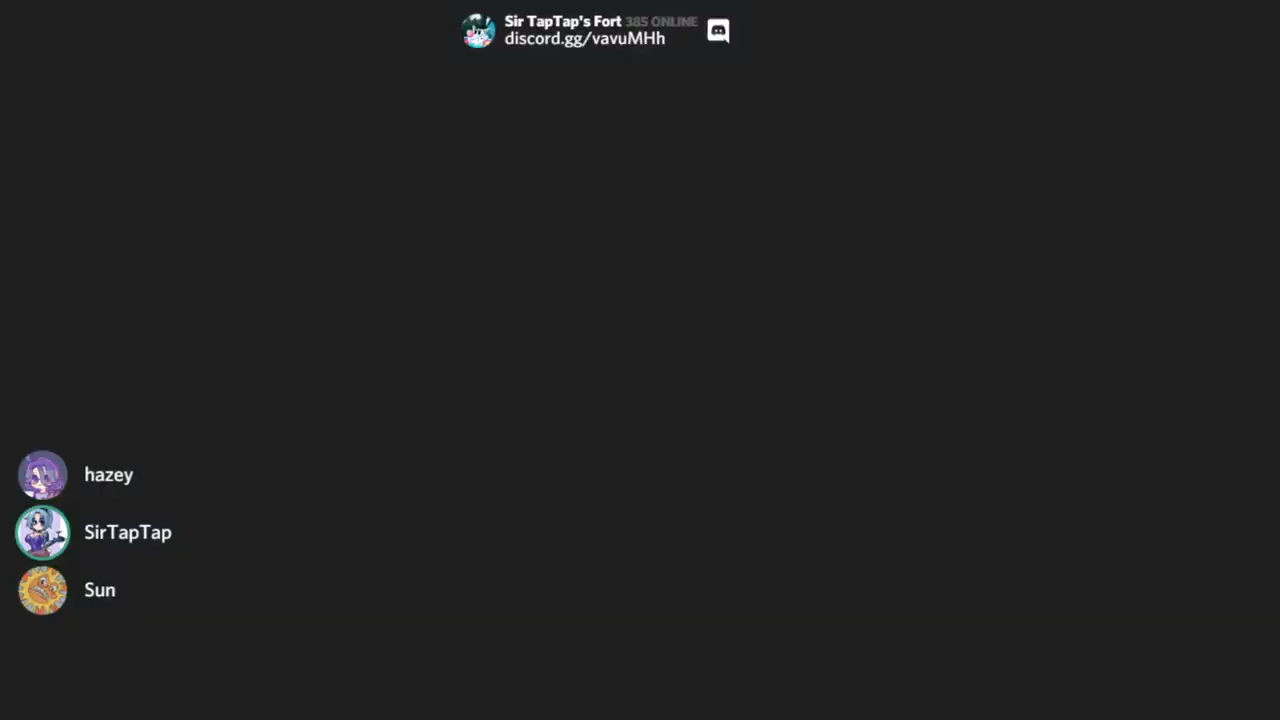 Sir TapTap's Fort 385 ONLINE
discord.gg/vavuMHh
hazey
SirTapTap
Sun